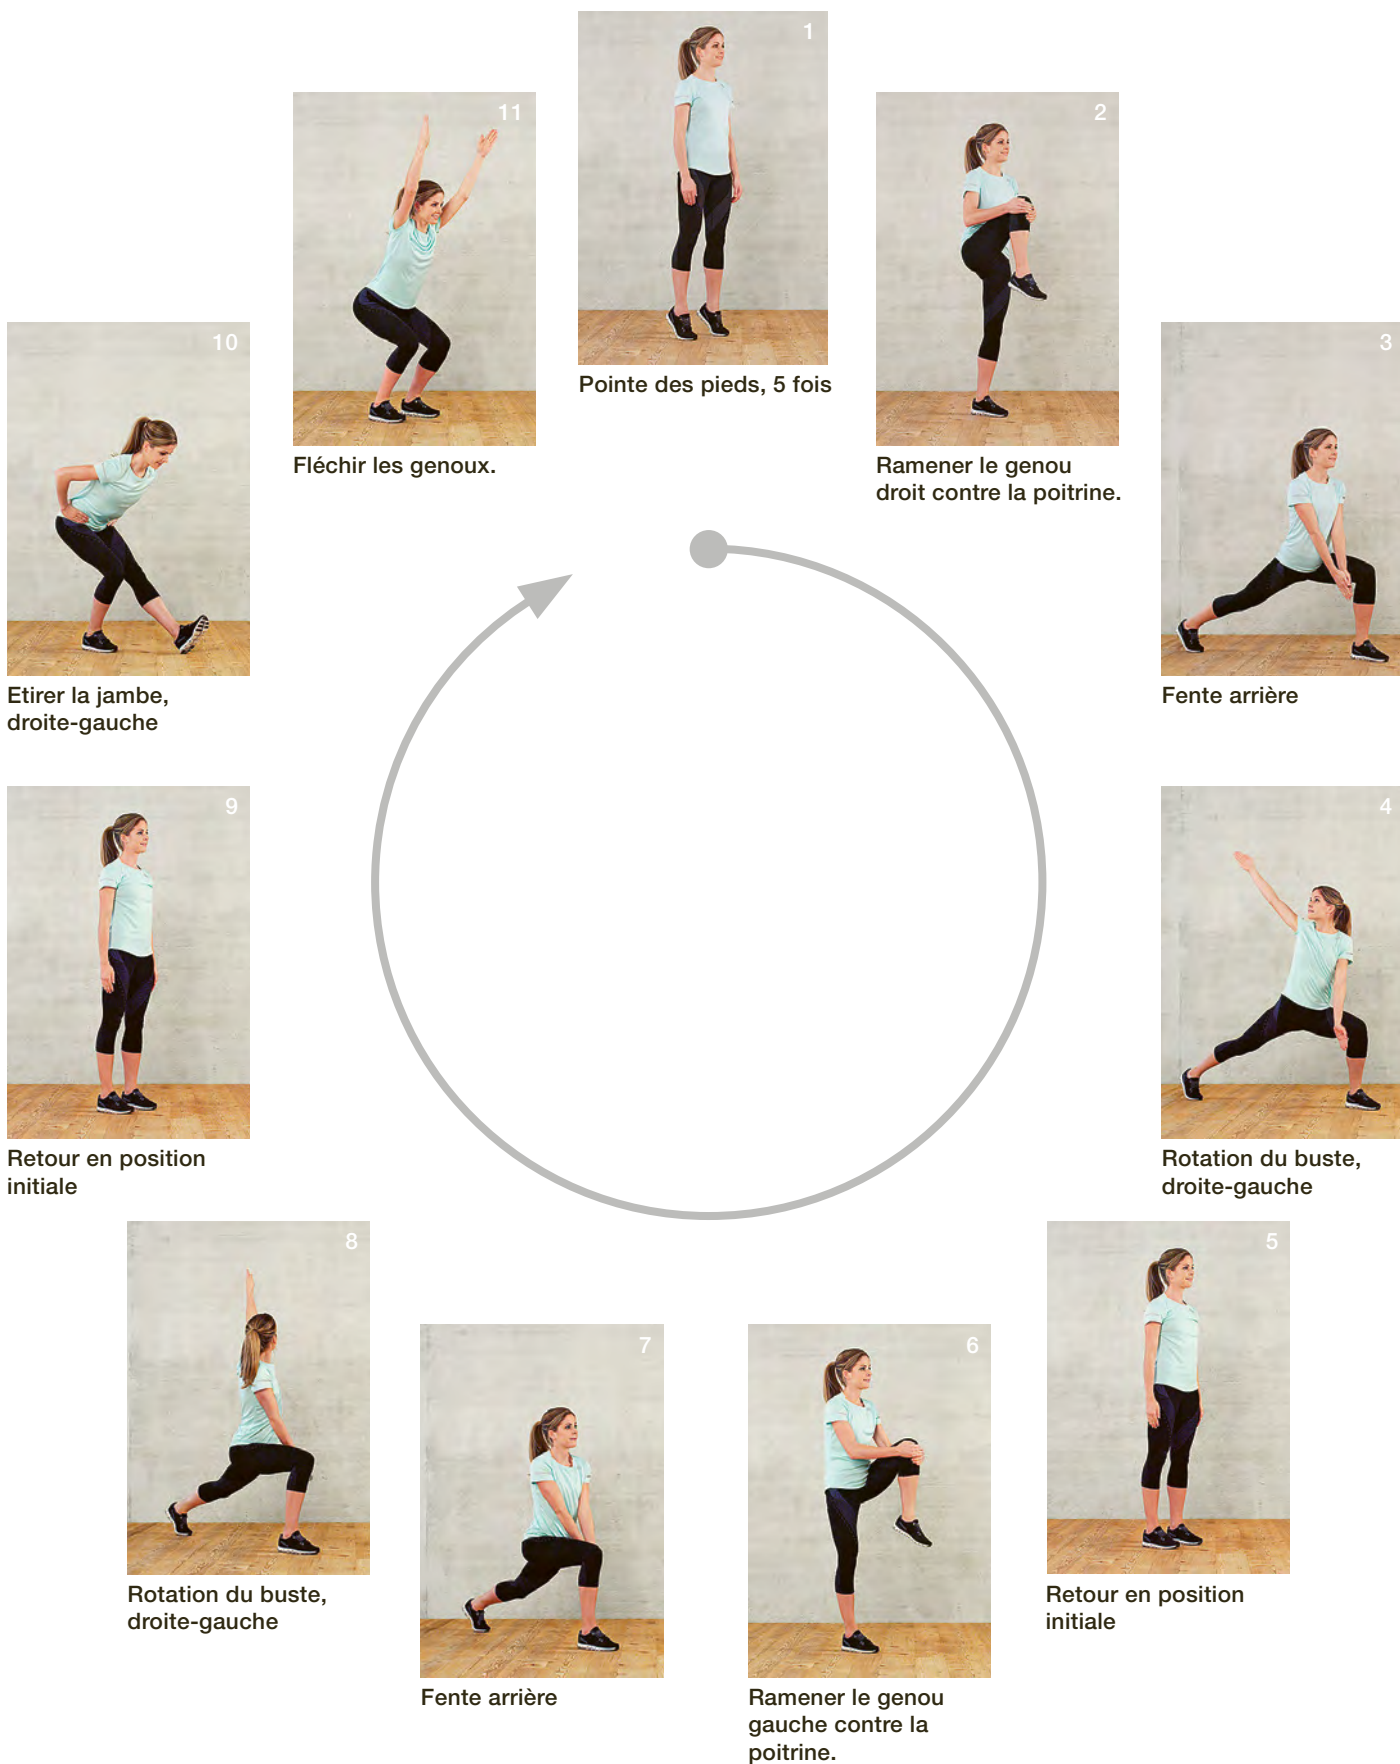 1
Pointe des pieds, 5 fois
2
Ramener le genou
droit contre la poitrine.
3
Fente arrière
4
Rotation du buste,
droite-gauche
5
Retour en position
initiale
6
Ramener le genou
gauche contre la
poitrine.
7
Fente arrière
8
Rotation du buste,
droite-gauche
9
Retour en position
initiale
10
Etirer la jambe,
droite-gauche
11
Fléchir les genoux.